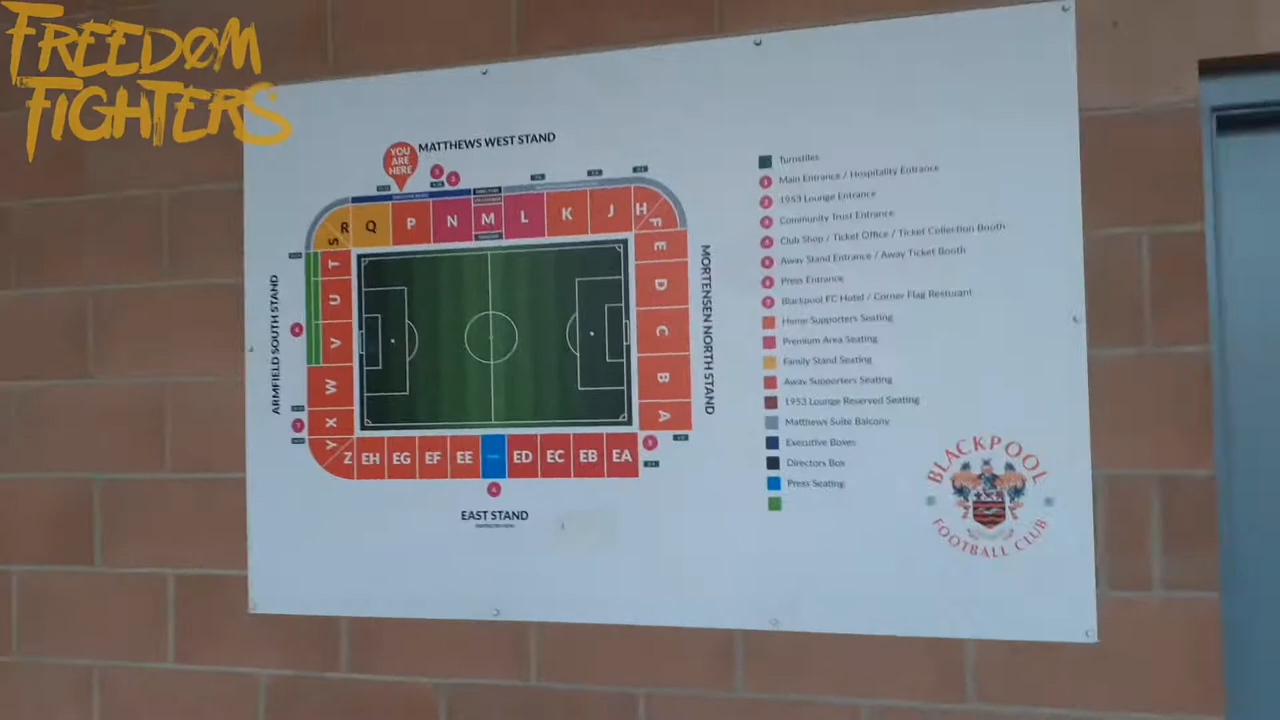 FREEDOM
FIGHTERS
MATTHEWS WEST STAND
YOU
ARE
HERE
R Q P N M L K J H
S T U V W X Y Z
F E D C B A
ARMFIELD SOUTH STAND
MORTENSEN NORTH STAND
EH EG EF EE ED EC EB EA
EAST STAND
Turnstiles
1 Main Entrance / Hospitality Entrance
2 1953 Lounge Entrance
Community Trust Entrance
Club Shop / Ticket Office / Ticket Collection Booth
Away Stand Entrance / Away Ticket Booth
Press Entrance
7 Blackpool FC Hotel / Corner Flag Resturant
Home Supporters Seating
Premium Area Seating
Family Stand Seating
Away Supporters Seating
1953 Lounge Reserved Seating
Matthews Suite Balcony
Executive Boxes
Directors Box
Press Seating
BLACKPOOL
FOOTBALL CLUB